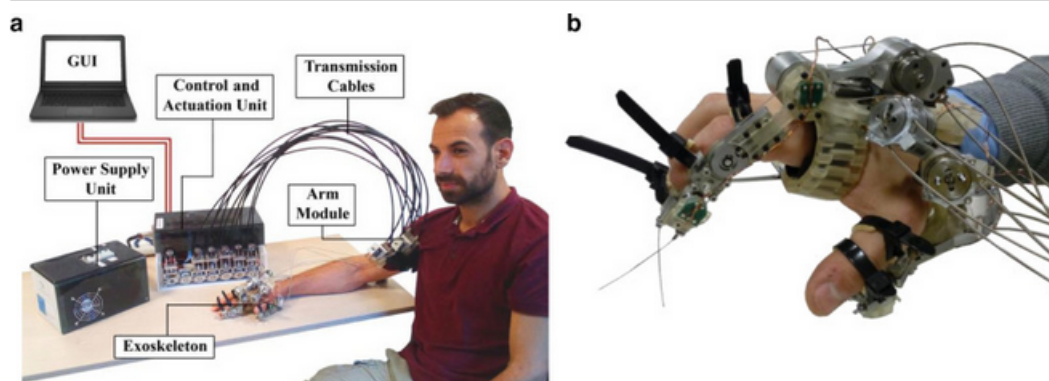 a
GUI
Control and
Actuation Unit
Transmission
Cables
Power Supply
Unit
Arm
Module
Exoskeleton
b